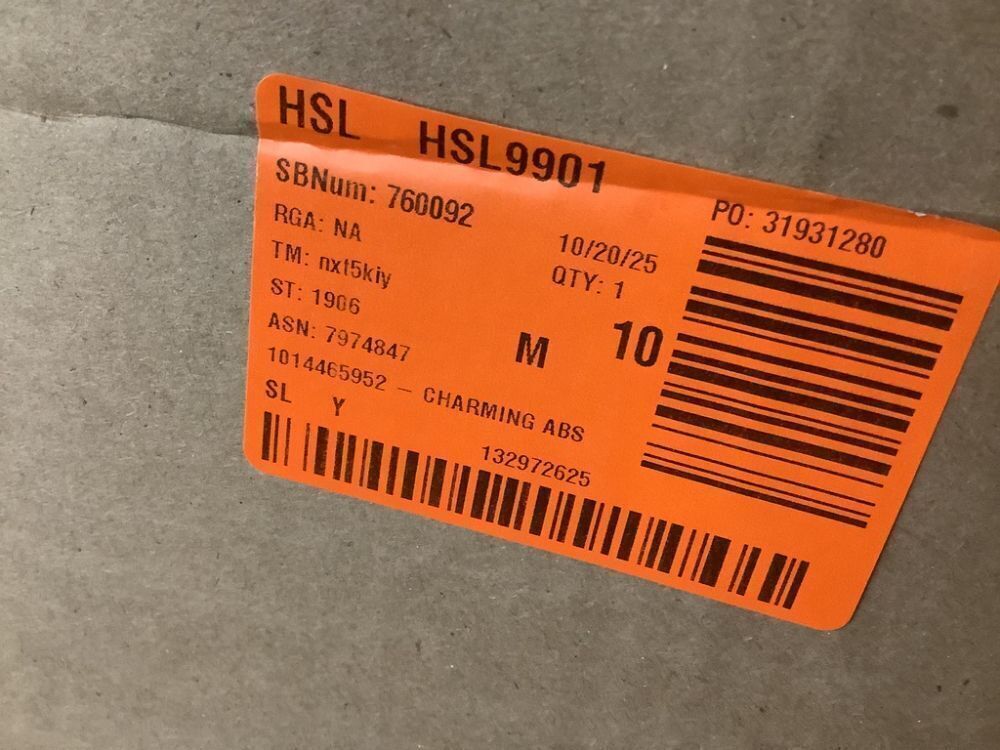 HSL HSL9901
SBNum: 760092
PO: 31931280
RGA: NA
10/20/25
TM: nxt5kiy
QTY: 1
ST: 1906
ASN: 7974847
M 10
1014465952 – CHARMING ABS
SL Y
132972625